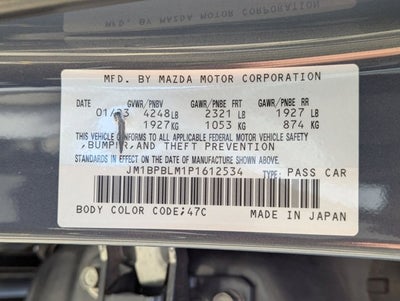 MFD. BY MAZDA MOTOR CORPORATION
DATE GVWR/PNBV GAWR/PNBE FRT GAWR/PNBE RR
01/23 4248LB 2321 LB 1927 LB
1927KG 1053 KG 874 KG
THIS VEHICLE CONFORMS TO ALL APPLICABLE FEDERAL MOTOR VEHICLE SAFETY
,BUMPER,AND THEFT PREVENTION
STANDARDS IN EFFECT ON THE DATE OF MANUFACTURE SHOWN ABOVE.
JM1BPBLM1P1612534 TYPE: PASS CAR
BODY COLOR CODE;47C MADE IN JAPAN